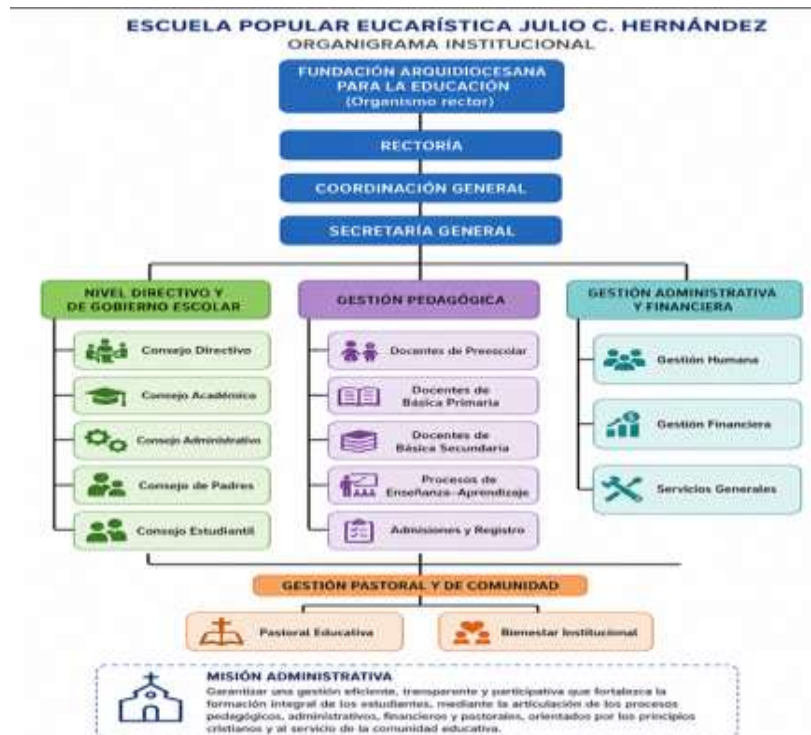 ESCUELA POPULAR EUCARÍSTICA JULIO C. HERNÁNDEZ
ORGANIGRAMA INSTITUCIONAL
FUNDACIÓN ARQUIDIOCESANA
PARA LA EDUCACIÓN
(Organismo rector)
RECTORÍA
COORDINACIÓN GENERAL
SECRETARÍA GENERAL
NIVEL DIRECTIVO Y
DE GOBIERNO ESCOLAR
Consejo Directivo
Consejo Académico
Consejo Administrativo
Consejo de Padres
Consejo Estudiantil
GESTIÓN PEDAGÓGICA
Docentes de Preescolar
Docentes de
Básica Primaria
Docentes de
Básica Secundaria
Procesos de
Enseñanza-Aprendizaje
Admisiones y Registro
GESTIÓN ADMINISTRATIVA
Y FINANCIERA
Gestión Humana
Gestión Financiera
Servicios Generales
GESTIÓN PASTORAL Y DE COMUNIDAD
Pastoral Educativa
Bienestar Institucional
MISIÓN ADMINISTRATIVA
Garantizar una gestión eficiente, transparente y participativa que fortalezca la
formación integral de los estudiantes, mediante la articulación de los procesos
pedagógicos, administrativos, financieros y pastorales, orientados por los principios
cristianos y al servicio de la comunidad educativa.